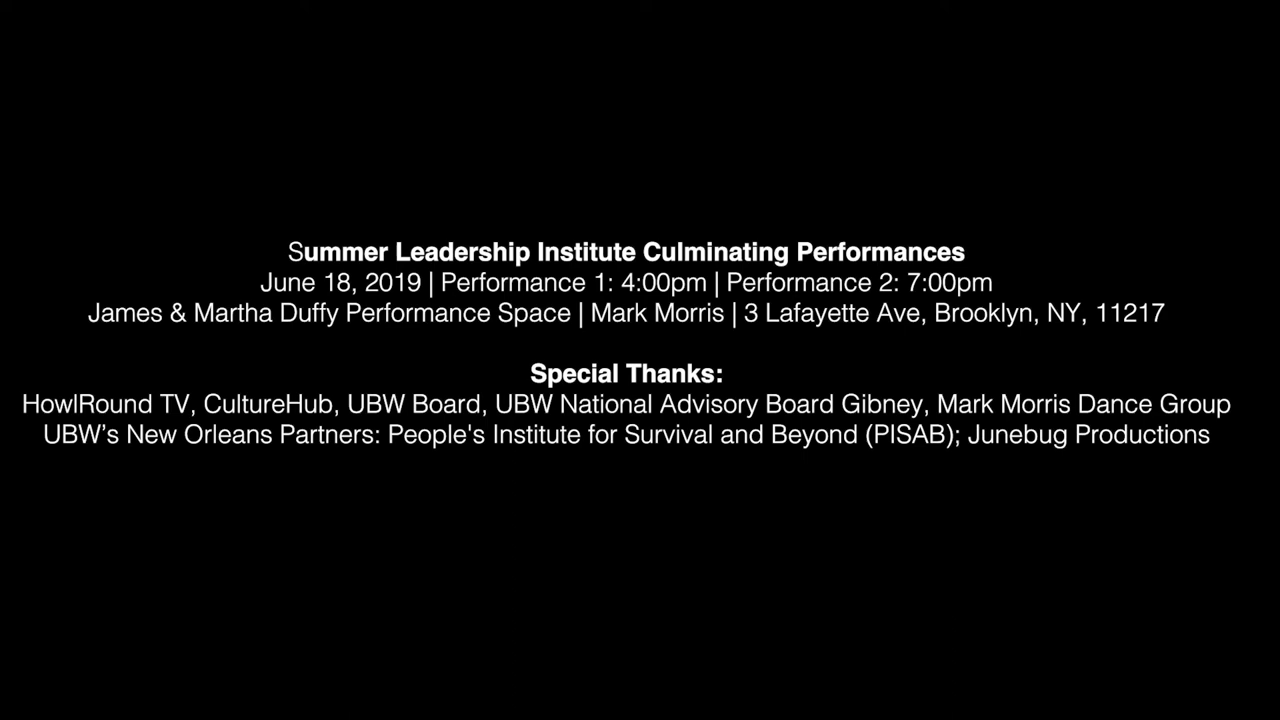 Summer Leadership Institute Culminating Performances
June 18, 2019 | Performance 1: 4:00pm | Performance 2: 7:00pm
James & Martha Duffy Performance Space | Mark Morris | 3 Lafayette Ave, Brooklyn, NY, 11217
Special Thanks:
HowlRound TV, CultureHub, UBW Board, UBW National Advisory Board Gibney, Mark Morris Dance Group
UBW’s New Orleans Partners: People's Institute for Survival and Beyond (PISAB); Junebug Productions